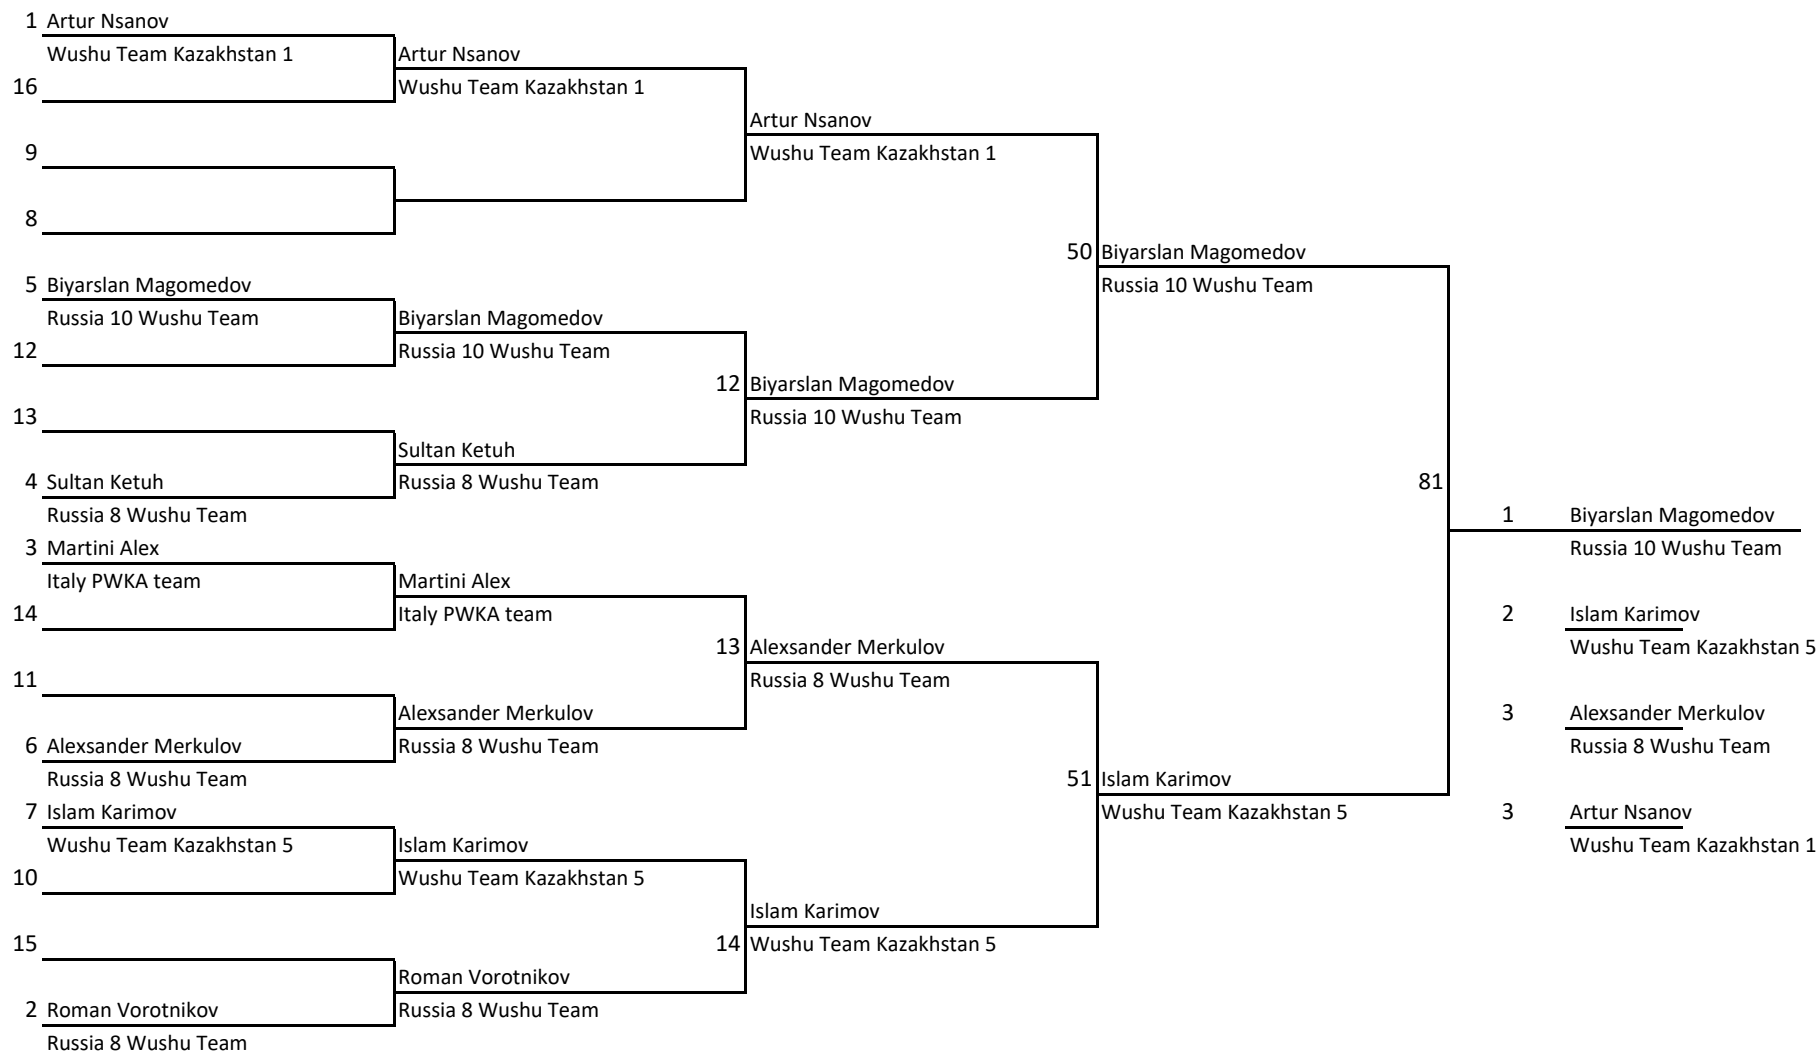 1 Artur Nsanov
Wushu Team Kazakhstan 1
Artur Nsanov
16
Wushu Team Kazakhstan 1
Artur Nsanov
9
Wushu Team Kazakhstan 1
8
50 Biyarslan Magomedov
5 Biyarslan Magomedov
Russia 10 Wushu Team
Russia 10 Wushu Team
Biyarslan Magomedov
12
Russia 10 Wushu Team
12 Biyarslan Magomedov
13
Russia 10 Wushu Team
Sultan Ketuh
4 Sultan Ketuh
Russia 8 Wushu Team
81
Russia 8 Wushu Team
1 Biyarslan Magomedov
3 Martini Alex
Russia 10 Wushu Team
Italy PWKA team
Martini Alex
14
Italy PWKA team
2 Islam Karimov
13 Alexsander Merkulov
Wushu Team Kazakhstan 5
11
Russia 8 Wushu Team
Alexsander Merkulov
3 Alexsander Merkulov
6 Alexsander Merkulov
Russia 8 Wushu Team
Russia 8 Wushu Team
Russia 8 Wushu Team
51 Islam Karimov
7 Islam Karimov
Wushu Team Kazakhstan 5
3 Artur Nsanov
Wushu Team Kazakhstan 5
Islam Karimov
Wushu Team Kazakhstan 1
10
Wushu Team Kazakhstan 5
Islam Karimov
15
14 Wushu Team Kazakhstan 5
Roman Vorotnikov
2 Roman Vorotnikov
Russia 8 Wushu Team
Russia 8 Wushu Team